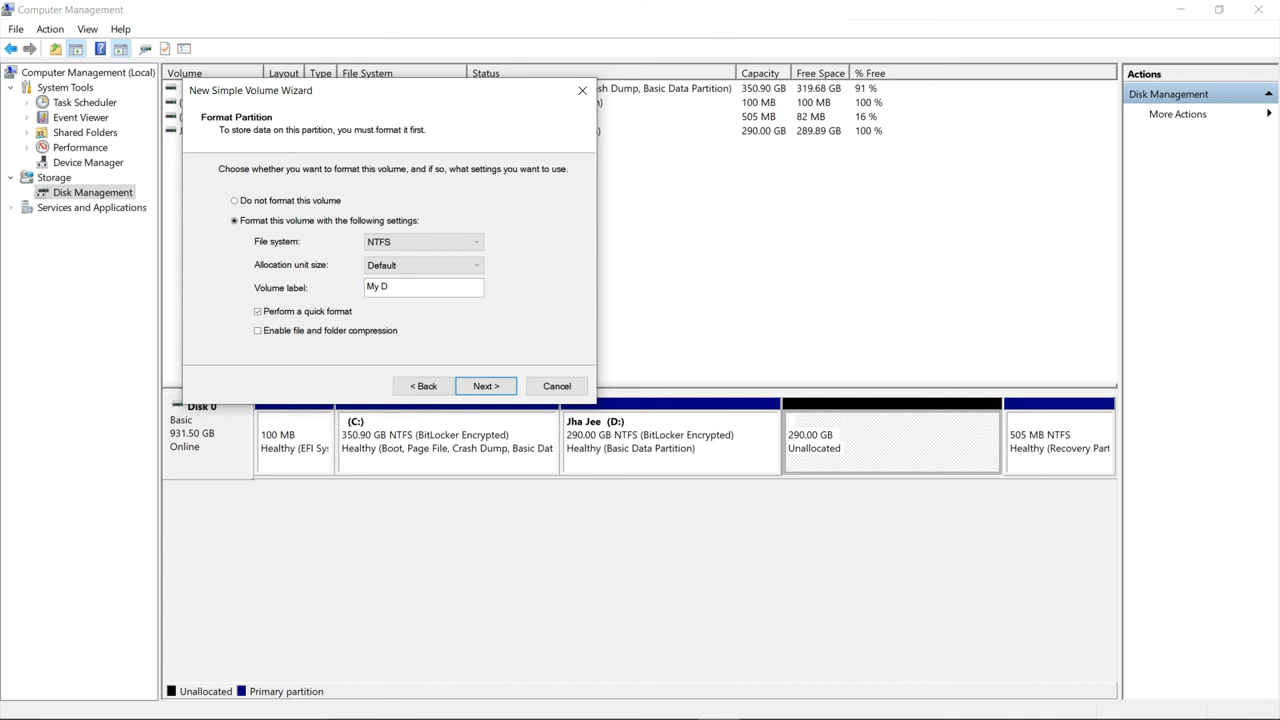 Computer Management
File Action View Help
Computer Management (Local)
System Tools
Task Scheduler
Event Viewer
Shared Folders
Performance
Device Manager
Storage
Disk Management
Services and Applications
Volume Layout Type File System Status Capacity Free Space % Free
sh Dump, Basic Data Partition) 350.90 GB 319.68 GB 91 %
) 100 MB 100 MB 100 %
505 MB 82 MB 16 %
) 290.00 GB 289.89 GB 100 %
New Simple Volume Wizard
Format Partition
To store data on this partition, you must format it first.
Choose whether you want to format this volume, and if so, what settings you want to use.
Do not format this volume
Format this volume with the following settings:
File system: NTFS
Allocation unit size: Default
Volume label: My D
Perform a quick format
Enable file and folder compression
< Back Next > Cancel
Disk 0
Basic
931.50 GB
Online
100 MB
Healthy (EFI Sy:
(C:)
350.90 GB NTFS (BitLocker Encrypted)
Healthy (Boot, Page File, Crash Dump, Basic Dat
Jha Jee (D:)
290.00 GB NTFS (BitLocker Encrypted)
Healthy (Basic Data Partition)
290.00 GB
Unallocated
505 MB NTFS
Healthy (Recovery Part
Unallocated Primary partition
Actions
Disk Management
More Actions